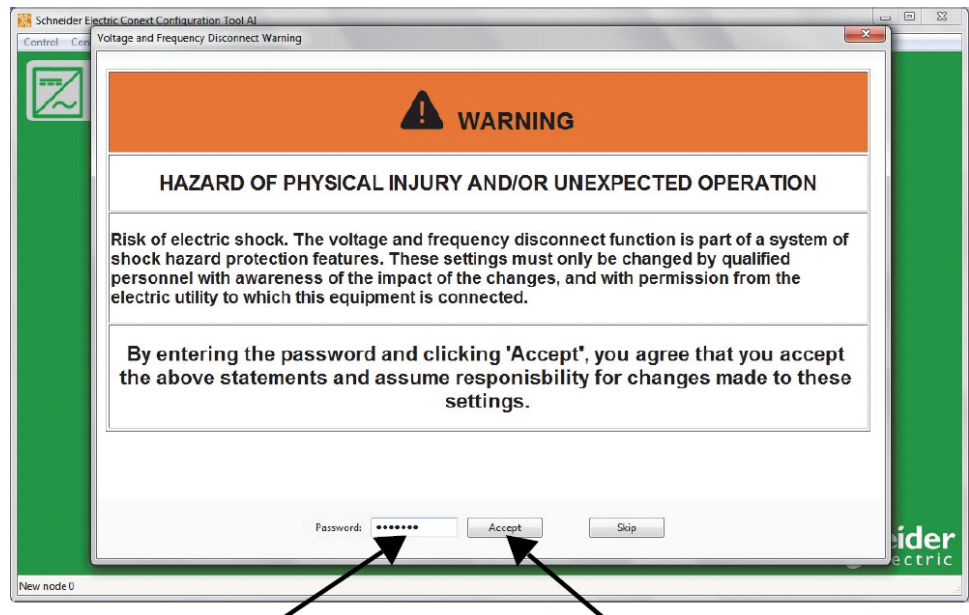 Schneider Electric Conext Configuration Tool AI
Control Con
Voltage and Frequency Disconnect Warning
WARNING
HAZARD OF PHYSICAL INJURY AND/OR UNEXPECTED OPERATION
Risk of electric shock. The voltage and frequency disconnect function is part of a system of
shock hazard protection features. These settings must only be changed by qualified
personnel with awareness of the impact of the changes, and with permission from the
electric utility to which this equipment is connected.
By entering the password and clicking 'Accept', you agree that you accept
the above statements and assume responisbility for changes made to these
settings.
Password: ••••••• Accept Skip
eider
ectric
New node 0